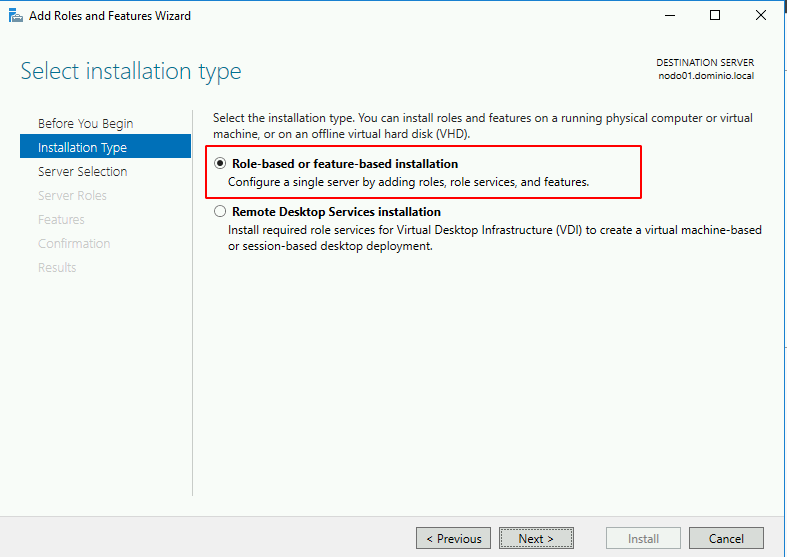 Add Roles and Features Wizard
Select installation type
DESTINATION SERVER
nodo01.dominio.local
Before You Begin
Installation Type
Server Selection
Server Roles
Features
Confirmation
Results
Select the installation type. You can install roles and features on a running physical computer or virtual
machine, or on an offline virtual hard disk (VHD).
Role-based or feature-based installation
Configure a single server by adding roles, role services, and features.
Remote Desktop Services installation
Install required role services for Virtual Desktop Infrastructure (VDI) to create a virtual machine-based
or session-based desktop deployment.
< Previous
Next >
Install
Cancel